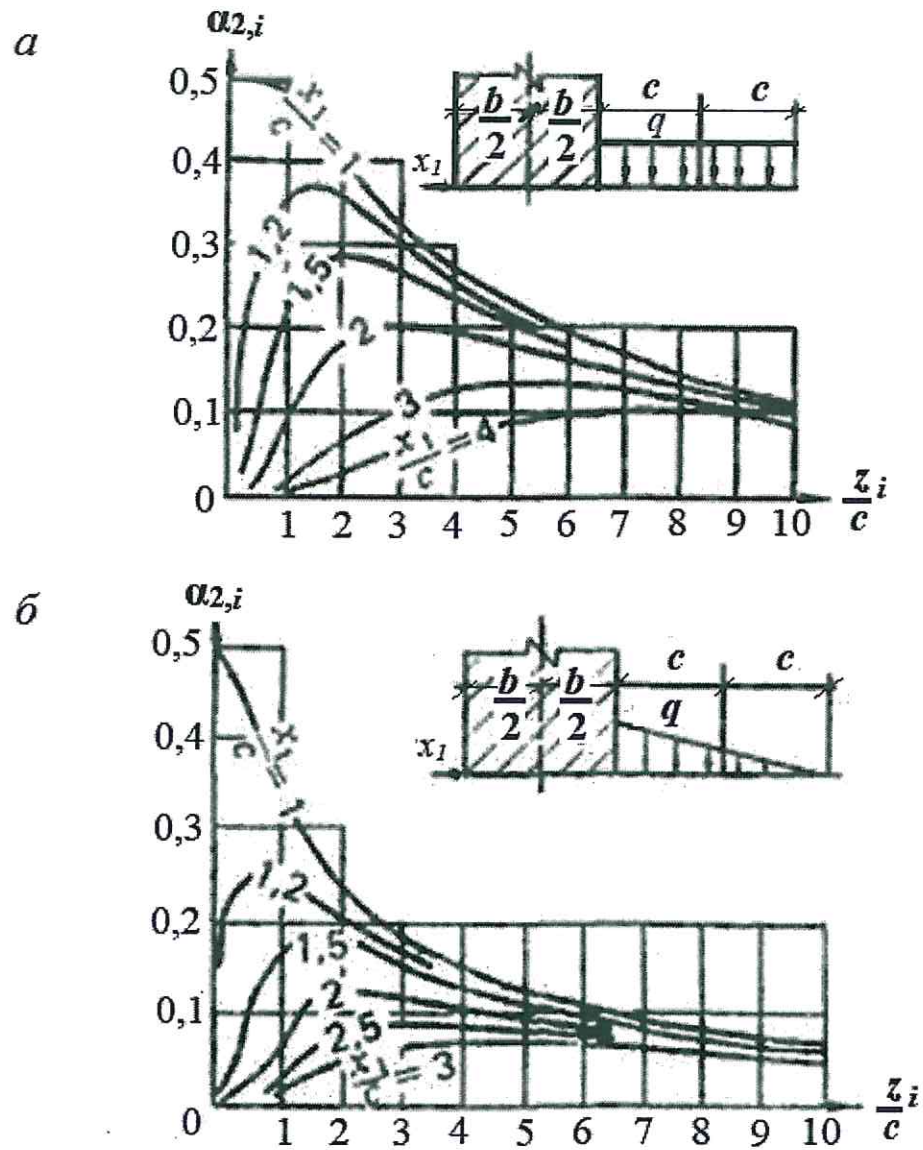 а
α2,i
0,5
0,4
0,3
0,2
0,1
0
x1/c = 1
1,2
1,5
2
3
x1/c = 4
b/2 b/2
c c
q
x1
1 2 3 4 5 6 7 8 9 10
zi/c
б
α2,i
0,5
0,4
0,3
0,2
0,1
0
x1/c = 1
1,2
1,5
2
2,5
x1/c = 3
b/2 b/2
c c
q
x1
1 2 3 4 5 6 7 8 9 10
zi/c